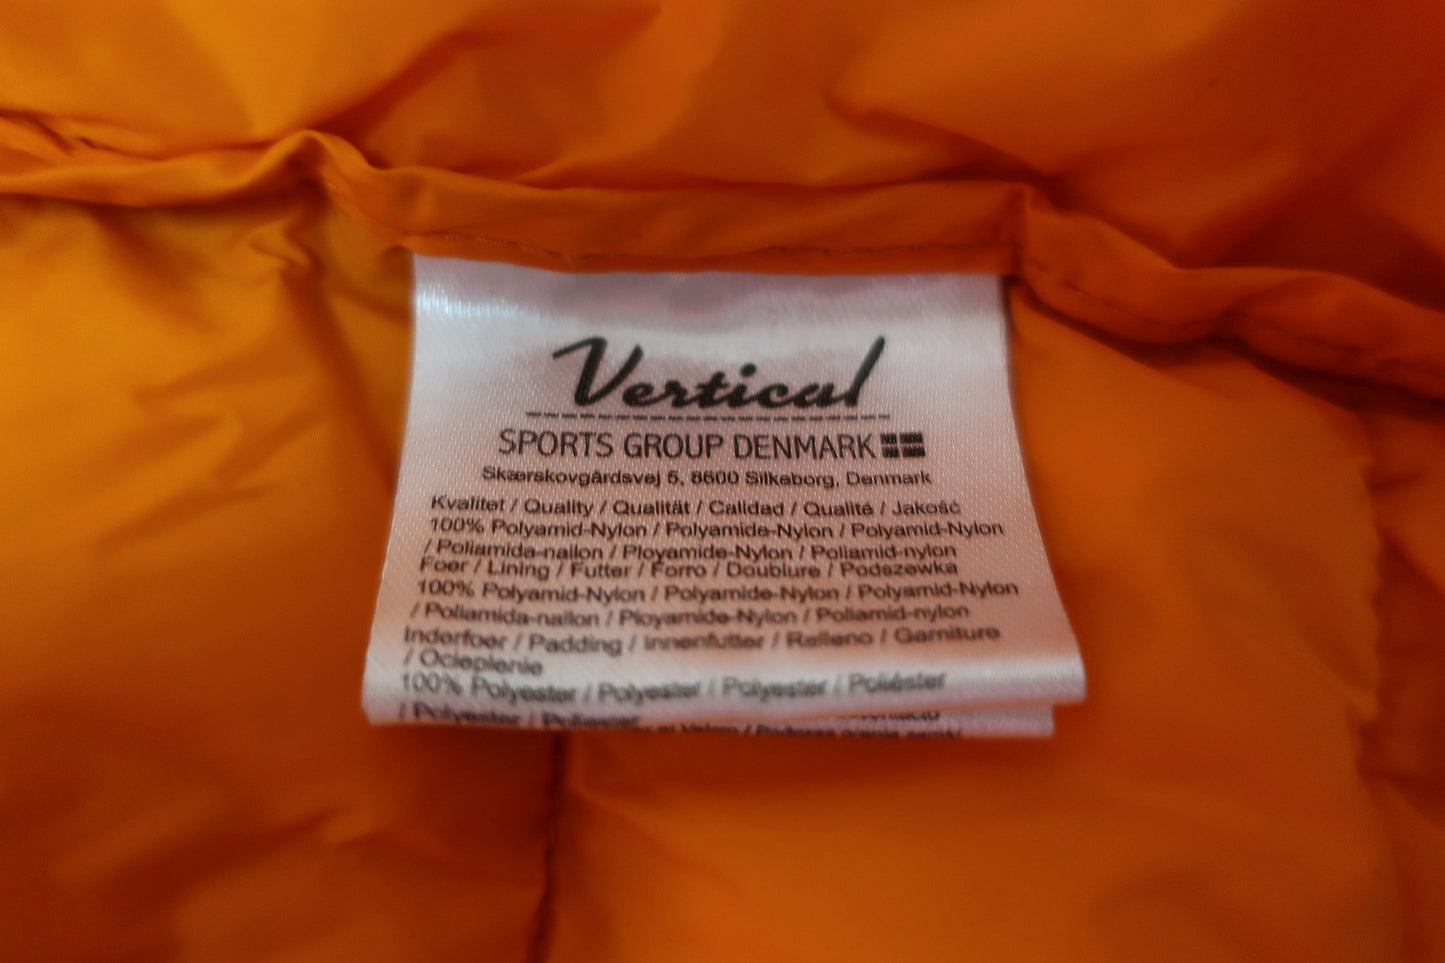 Vertical
SPORTS GROUP DENMARK
Skærskovgårdsvej 5, 8600 Silkeborg, Denmark
Kvalitet / Quality / Qualität / Calidad / Qualité / Jakość
100% Polyamid-Nylon / Polyamide-Nylon / Polyamid-Nylon
/ Poliamida-nailon / Ployamide-Nylon / Poliamid-nylon
Foer / Lining / Futter / Forro / Doublure / Podszewka
100% Polyamid-Nylon / Polyamide-Nylon / Polyamid-Nylon
/ Poliamida-nailon / Ployamide-Nylon / Poliamid-nylon
Inderfoer / Padding / Innenfutter / Relleno / Garniture
/ Ocieplenie
100% Polyester / Polyester / Polyester / Poliéster
/ Polyester / Poliester